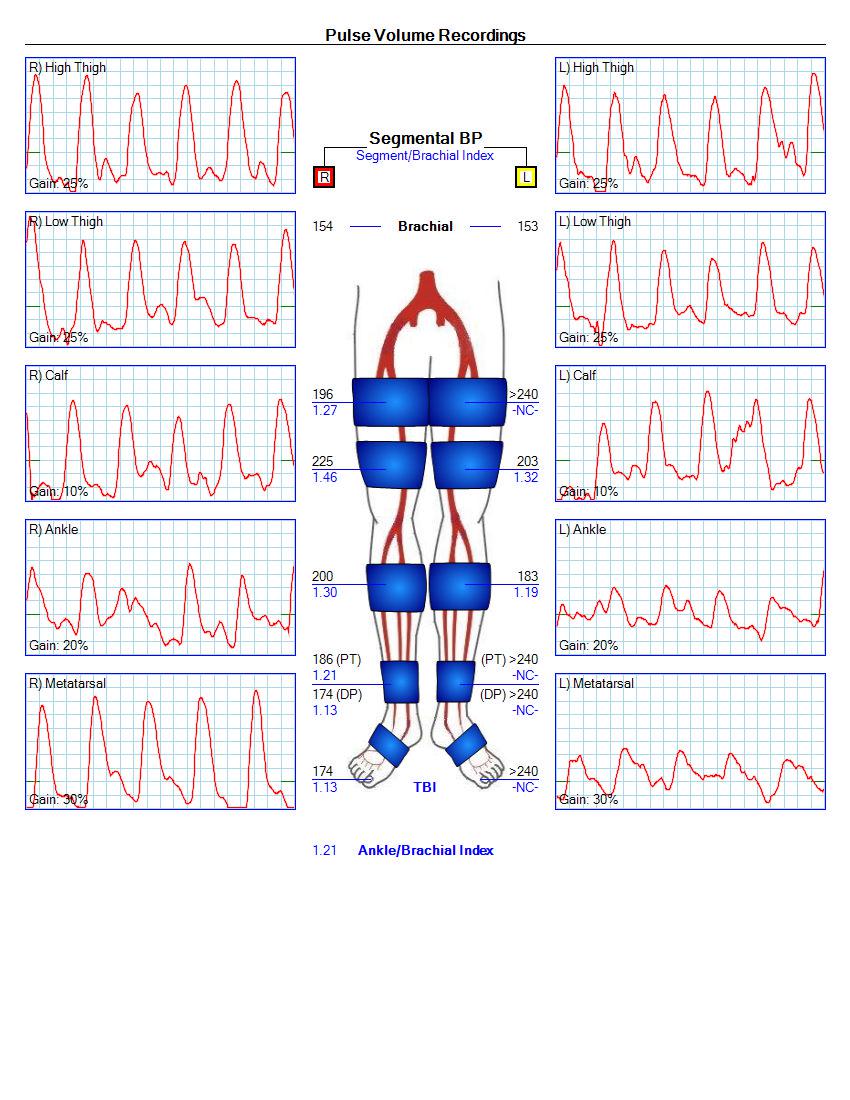 Pulse Volume Recordings
R) High Thigh
Gain: 25%
R) Low Thigh
Gain: 25%
R) Calf
Gain: 10%
R) Ankle
Gain: 20%
R) Metatarsal
Gain: 30%
Segmental BP
Segment/Brachial Index
R L
154 Brachial 153
196 >240
1.27 -NC-
225 203
1.46 1.32
200 183
1.30 1.19
186 (PT) (PT) >240
1.21 -NC-
174 (DP) (DP) >240
1.13 -NC-
174 >240
1.13 TBI -NC-
1.21 Ankle/Brachial Index
L) High Thigh
Gain: 25%
L) Low Thigh
Gain: 25%
L) Calf
Gain: 10%
L) Ankle
Gain: 20%
L) Metatarsal
Gain: 30%